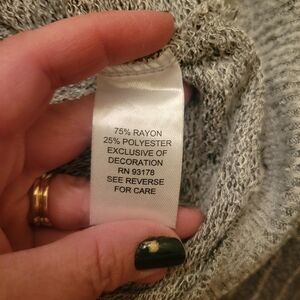 75% RAYON
25% POLYESTER
EXCLUSIVE OF
DECORATION
RN 93178
SEE REVERSE
FOR CARE